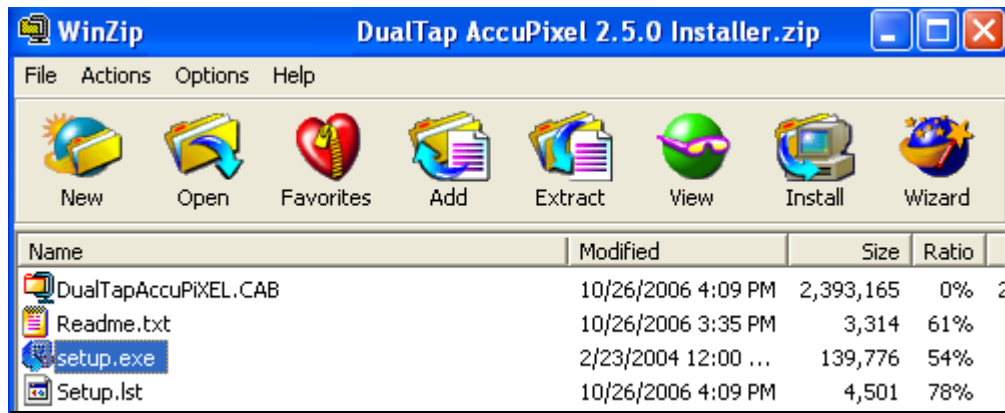 WinZip DualTap AccuPixel 2.5.0 Installer.zip
File Actions Options Help
New Open Favorites Add Extract View Install Wizard
Name Modified Size Ratio
DualTapAccuPiXEL.CAB 10/26/2006 4:09 PM 2,393,165 0% 2
Readme.txt 10/26/2006 3:35 PM 3,314 61%
setup.exe 2/23/2004 12:00 ... 139,776 54%
Setup.lst 10/26/2006 4:09 PM 4,501 78%